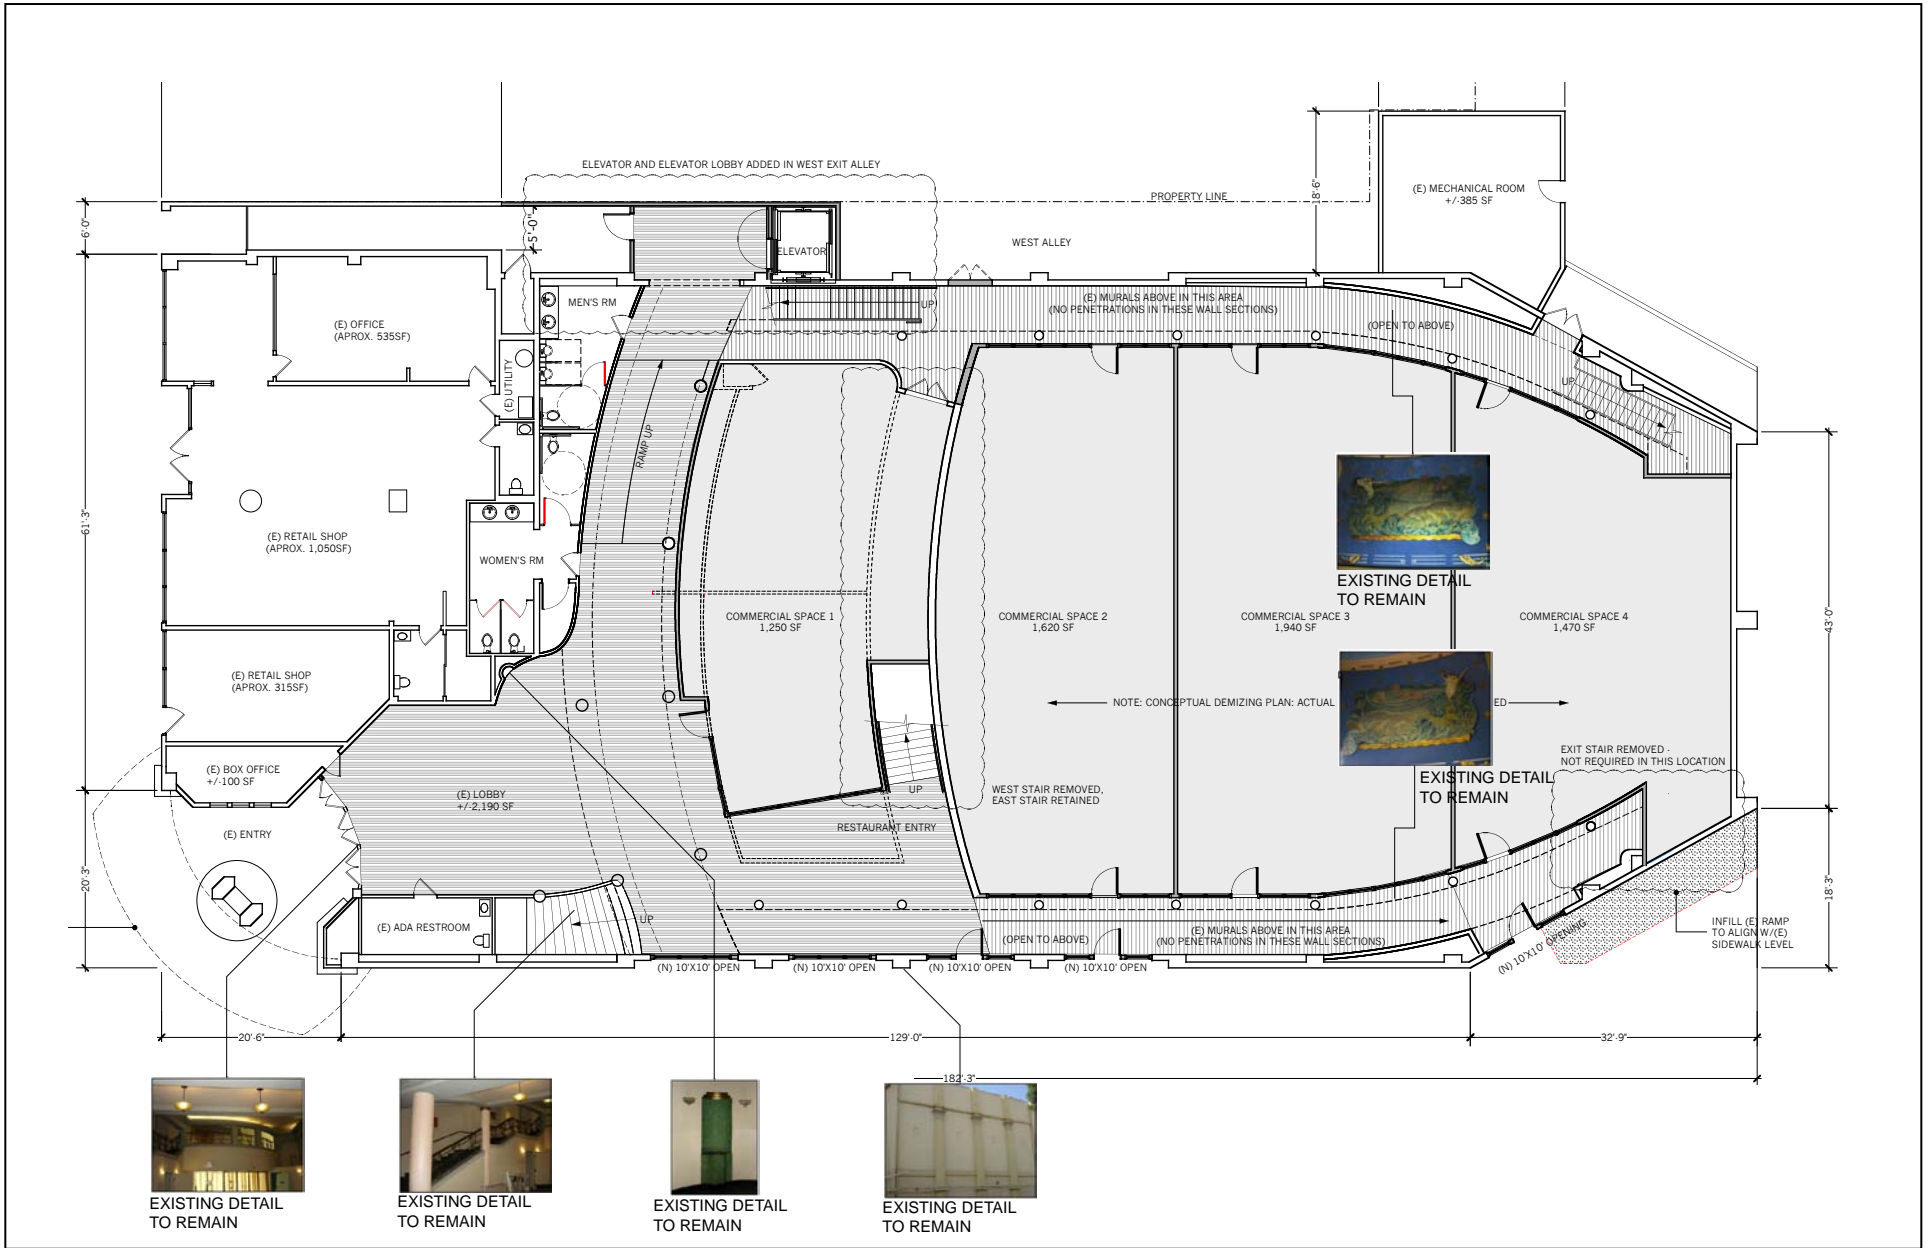 ELEVATOR AND ELEVATOR LOBBY ADDED IN WEST EXIT ALLEY
PROPERTY LINE
WEST ALLEY
(E) MECHANICAL ROOM
+/-385 SF
18'-6"
6'-0"
5'-0"
ELEVATOR
MEN'S RM
UP
(E) MURALS ABOVE IN THIS AREA
(NO PENETRATIONS IN THESE WALL SECTIONS)
(OPEN TO ABOVE)
(E) OFFICE
(APROX. 535SF)
(E) UTILITY
RAMP UP
UP
61'-3"
43'-0"
(E) RETAIL SHOP
(APROX. 1,050SF)
WOMEN'S RM
EXISTING DETAIL
TO REMAIN
COMMERCIAL SPACE 1
1,250 SF
COMMERCIAL SPACE 2
1,620 SF
COMMERCIAL SPACE 3
1,940 SF
COMMERCIAL SPACE 4
1,470 SF
(E) RETAIL SHOP
(APROX. 315SF)
NOTE: CONCEPTUAL DEMIZING PLAN: ACTUAL
ED
EXIT STAIR REMOVED -
NOT REQUIRED IN THIS LOCATION
EXISTING DETAIL
TO REMAIN
(E) BOX OFFICE
+/-100 SF
(E) LOBBY
+/-2,190 SF
UP
WEST STAIR REMOVED,
EAST STAIR RETAINED
RESTAURANT ENTRY
(E) ENTRY
20'-3"
18'-3"
(E) ADA RESTROOM
UP
(OPEN TO ABOVE)
(E) MURALS ABOVE IN THIS AREA
(NO PENETRATIONS IN THESE WALL SECTIONS)
INFILL (E) RAMP
TO ALIGN W/(E)
SIDEWALK LEVEL
(N) 10'X10' OPENING
(N) 10'X10' OPEN
(N) 10'X10' OPEN
(N) 10'X10' OPEN
(N) 10'X10' OPEN
20'-6"
129'-0"
32'-9"
182'-3"
EXISTING DETAIL
TO REMAIN
EXISTING DETAIL
TO REMAIN
EXISTING DETAIL
TO REMAIN
EXISTING DETAIL
TO REMAIN